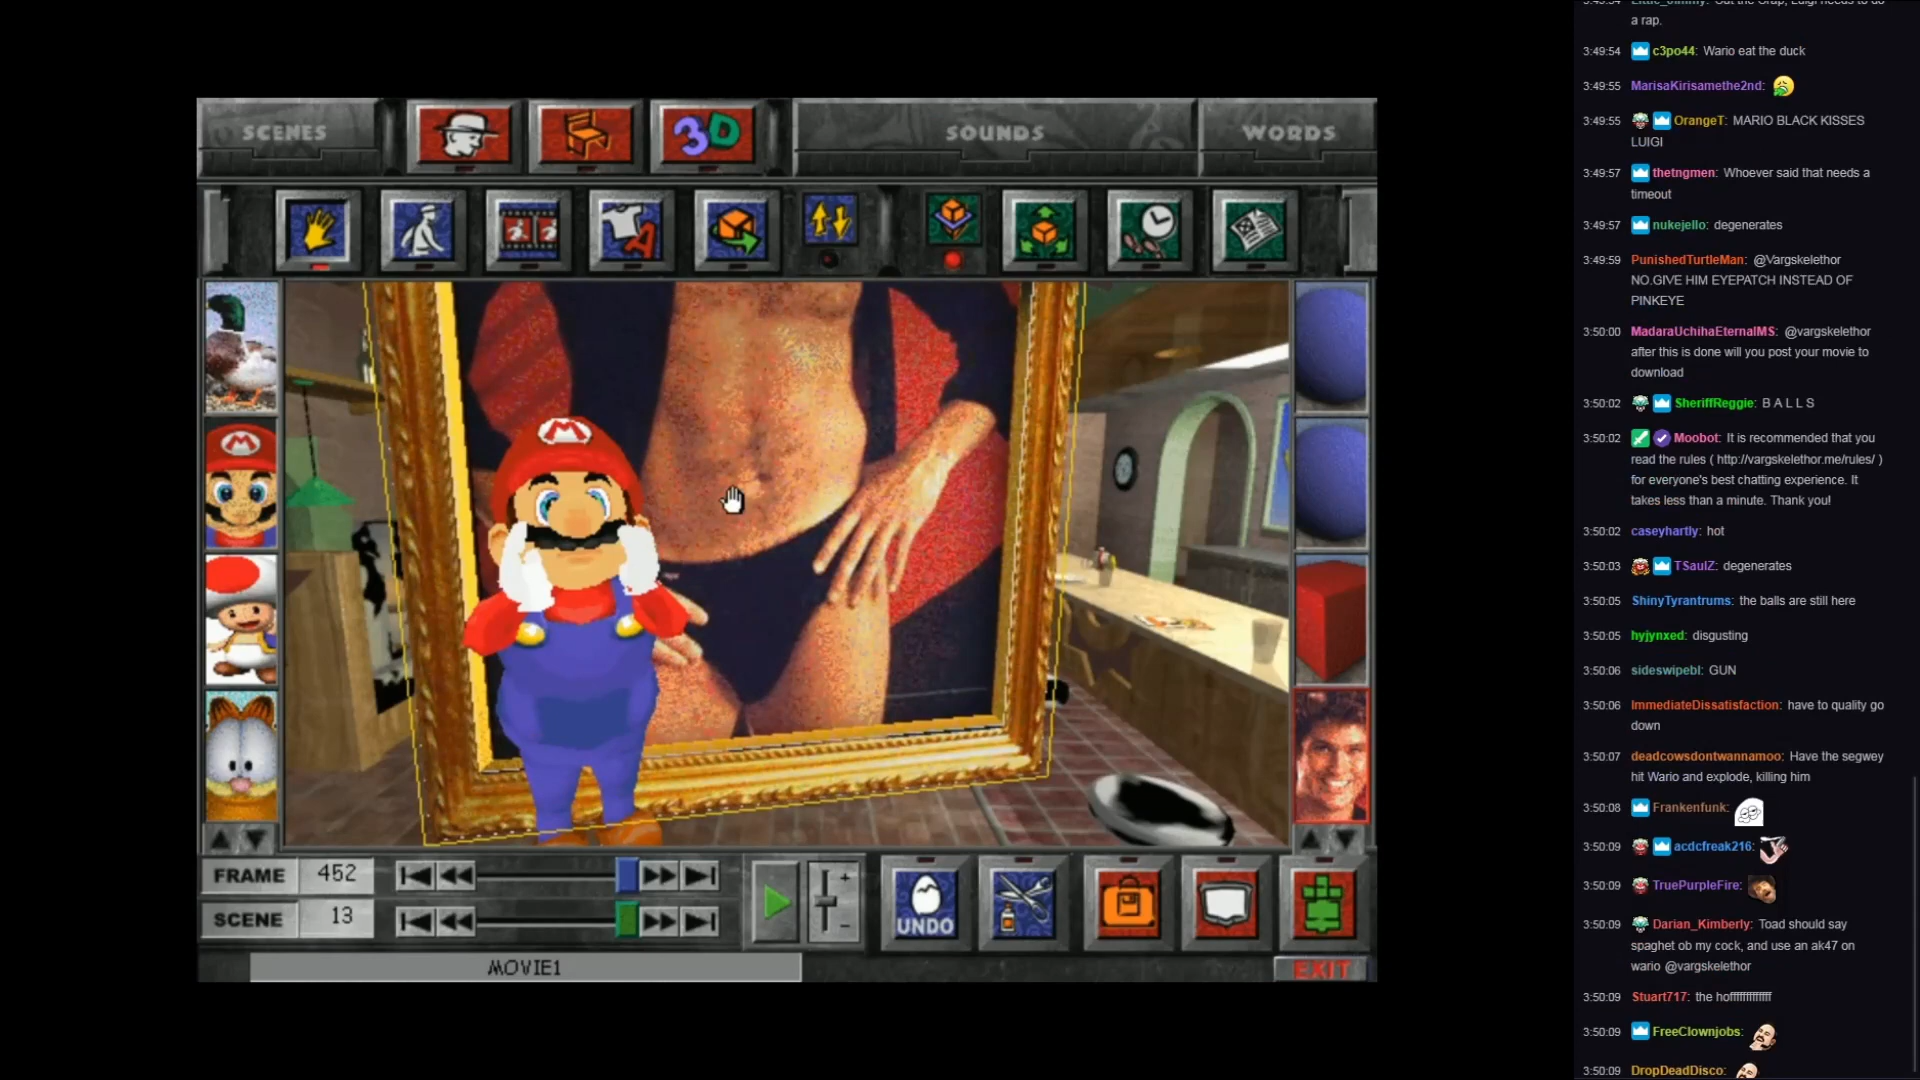 SCENES
3D
SOUNDS
WORDS
A
M
M
FRAME
452
SCENE
13
UNDO
MOVIE1
EXIT
a rap.
3:49:54 c3po44: Wario eat the duck
3:49:55 MarisaKirisamethe2nd:
3:49:55 OrangeT: MARIO BLACK KISSES
LUIGI
3:49:57 thetngmen: Whoever said that needs a
timeout
3:49:57 nukejello: degenerates
3:49:59 PunishedTurtleMan: @Vargskelethor
NO.GIVE HIM EYEPATCH INSTEAD OF
PINKEYE
3:50:00 MadaraUchihaEternalMS: @vargskelethor
after this is done will you post your movie to
download
3:50:02 SheriffReggie: B A L L S
3:50:02 Moobot: It is recommended that you
read the rules ( http://vargskelethor.me/rules/ )
for everyone's best chatting experience. It
takes less than a minute. Thank you!
3:50:02 caseyhartly: hot
3:50:03 TSaulZ: degenerates
3:50:05 ShinyTyrantrums: the balls are still here
3:50:05 hyjynxed: disgusting
3:50:06 sideswipebl: GUN
3:50:06 ImmediateDissatisfaction: have to quality go
down
3:50:07 deadcowsdontwannamoo: Have the segwey
hit Wario and explode, killing him
3:50:08 Frankenfunk:
3:50:09 acdcfreak216:
3:50:09 TruePurpleFire:
3:50:09 Darian_Kimberly: Toad should say
spaghet ob my cock, and use an ak47 on
wario @vargskelethor
3:50:09 Stuart717: the hoffffffffffffff
3:50:09 FreeClownjobs:
3:50:09 DropDeadDisco: